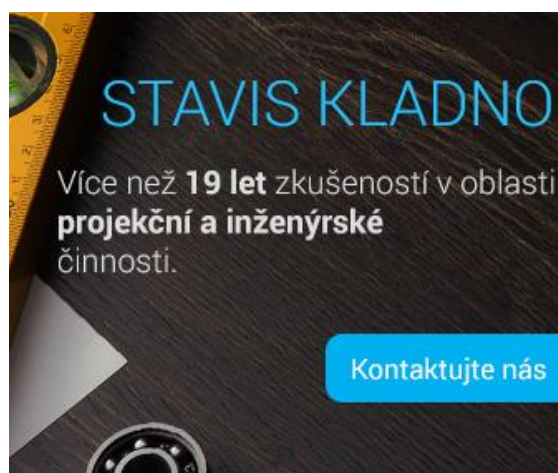 STAVIS KLADNO
Více než 19 let zkušeností v oblasti
projekční a inženýrské
činnosti.
Kontaktujte nás